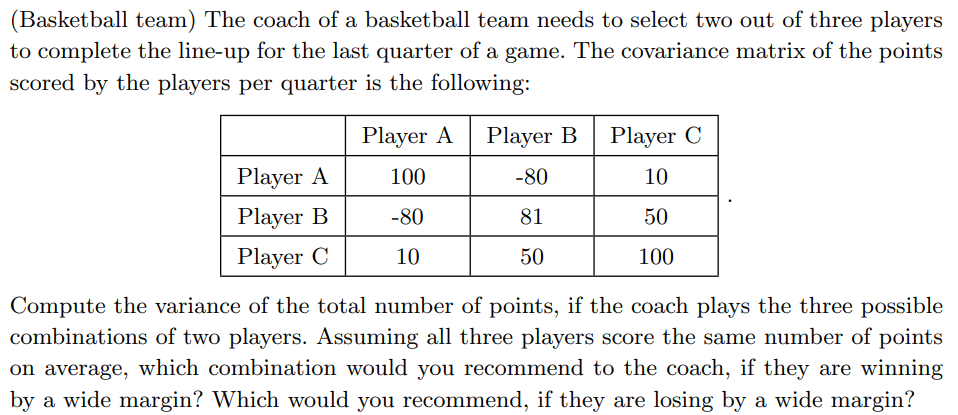 (Basketball team) The coach of a basketball team needs to select two out of three players
to complete the line-up for the last quarter of a game. The covariance matrix of the points
scored by the players per quarter is the following:
Player A Player B Player C
Player A 100 -80 10
Player B -80 81 50
Player C 10 50 100
.
Compute the variance of the total number of points, if the coach plays the three possible
combinations of two players. Assuming all three players score the same number of points
on average, which combination would you recommend to the coach, if they are winning
by a wide margin? Which would you recommend, if they are losing by a wide margin?